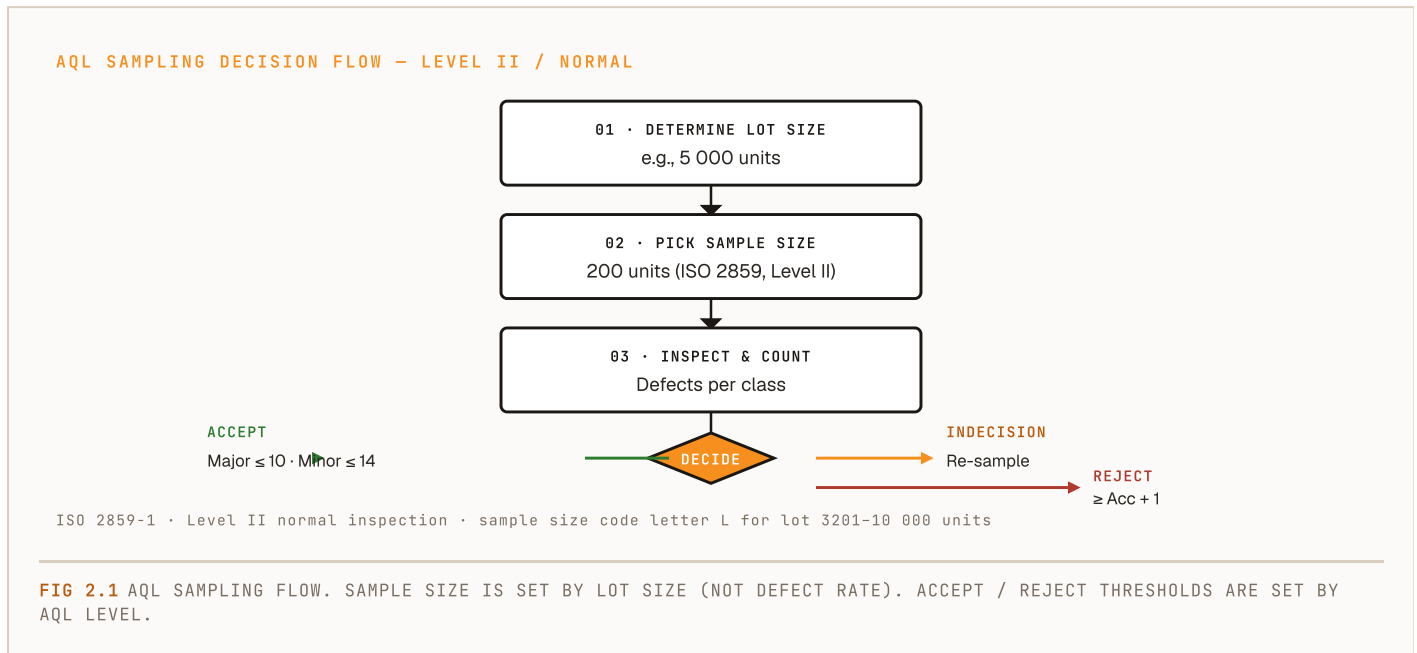 AQL SAMPLING DECISION FLOW — LEVEL II / NORMAL
01 · DETERMINE LOT SIZE
e.g., 5 000 units
02 · PICK SAMPLE SIZE
200 units (ISO 2859, Level II)
03 · INSPECT & COUNT
Defects per class
ACCEPT
Major ≤ 10 · Minor ≤ 14
DECIDE
INDECISION
Re-sample
REJECT
≥ Acc + 1
ISO 2859-1 · Level II normal inspection · sample size code letter L for lot 3201–10 000 units
FIG 2.1 AQL SAMPLING FLOW. SAMPLE SIZE IS SET BY LOT SIZE (NOT DEFECT RATE). ACCEPT / REJECT THRESHOLDS ARE SET BY
AQL LEVEL.